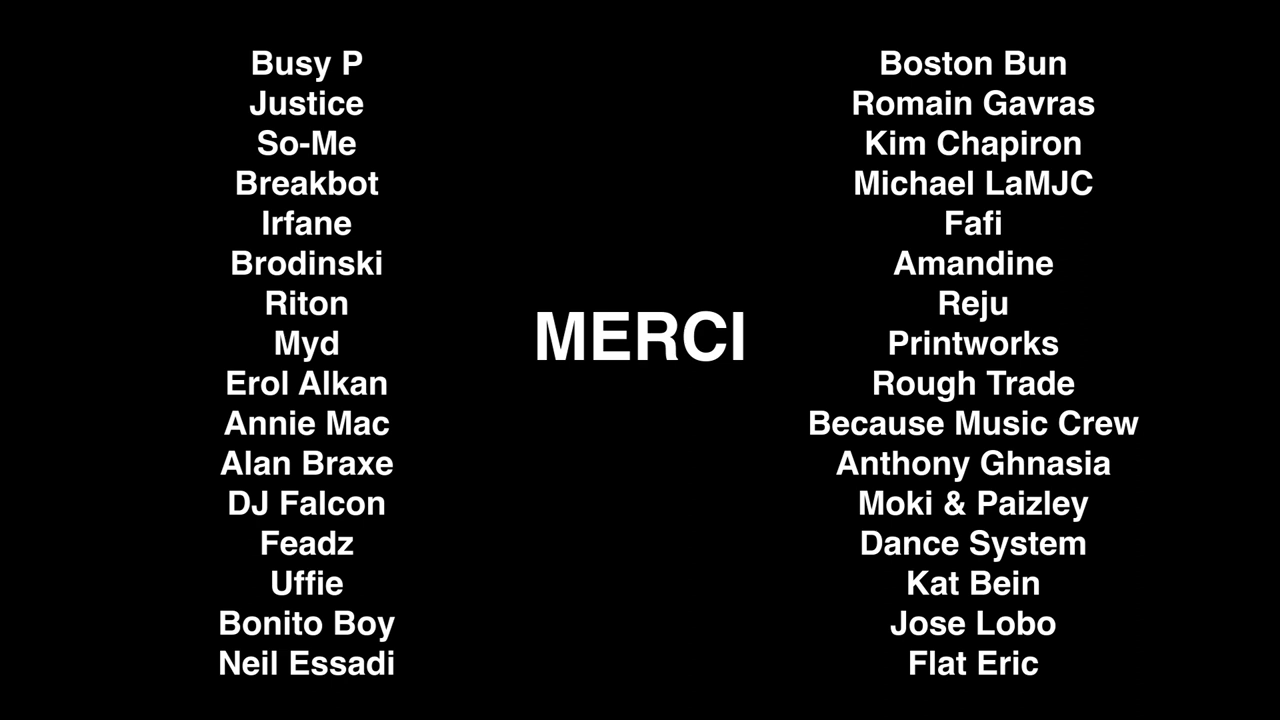 Busy P
Justice
So-Me
Breakbot
Irfane
Brodinski
Riton
Myd
Erol Alkan
Annie Mac
Alan Braxe
DJ Falcon
Feadz
Uffie
Bonito Boy
Neil Essadi
MERCI
Boston Bun
Romain Gavras
Kim Chapiron
Michael LaMJC
Fafi
Amandine
Reju
Printworks
Rough Trade
Because Music Crew
Anthony Ghnasia
Moki & Paizley
Dance System
Kat Bein
Jose Lobo
Flat Eric